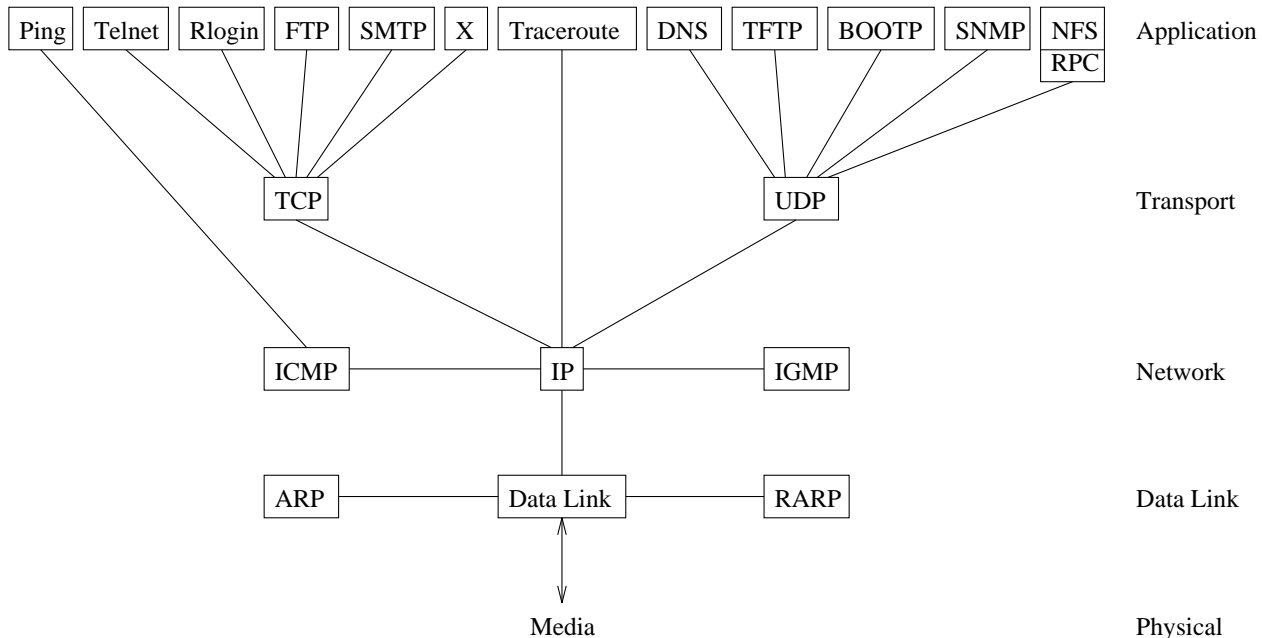 Ping Telnet Rlogin FTP SMTP X Traceroute DNS TFTP BOOTP SNMP NFS Application
RPC
TCP UDP Transport
ICMP IP IGMP Network
ARP Data Link RARP Data Link
Media Physical